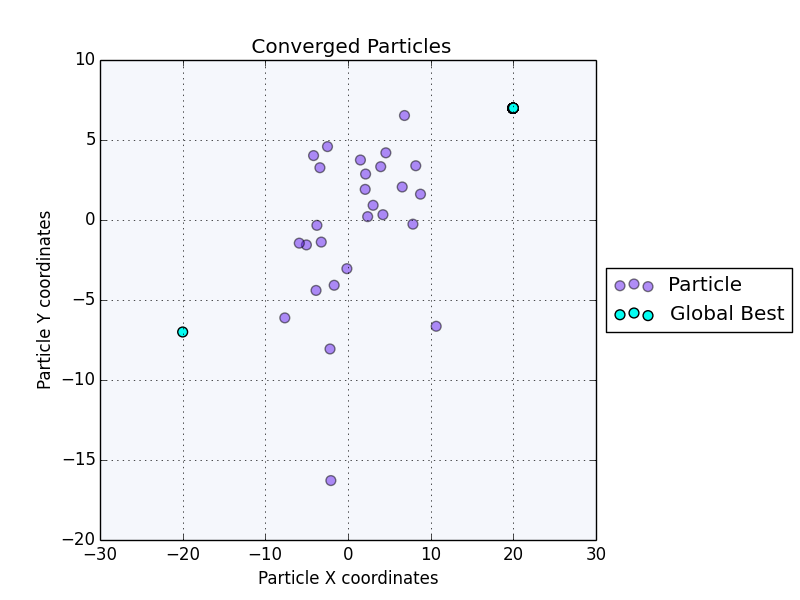 Converged Particles
10
5
0
−5
−10
−15
−20
−30
−20
−10
0
10
20
30
Particle Y coordinates
Particle X coordinates
Particle
Global Best